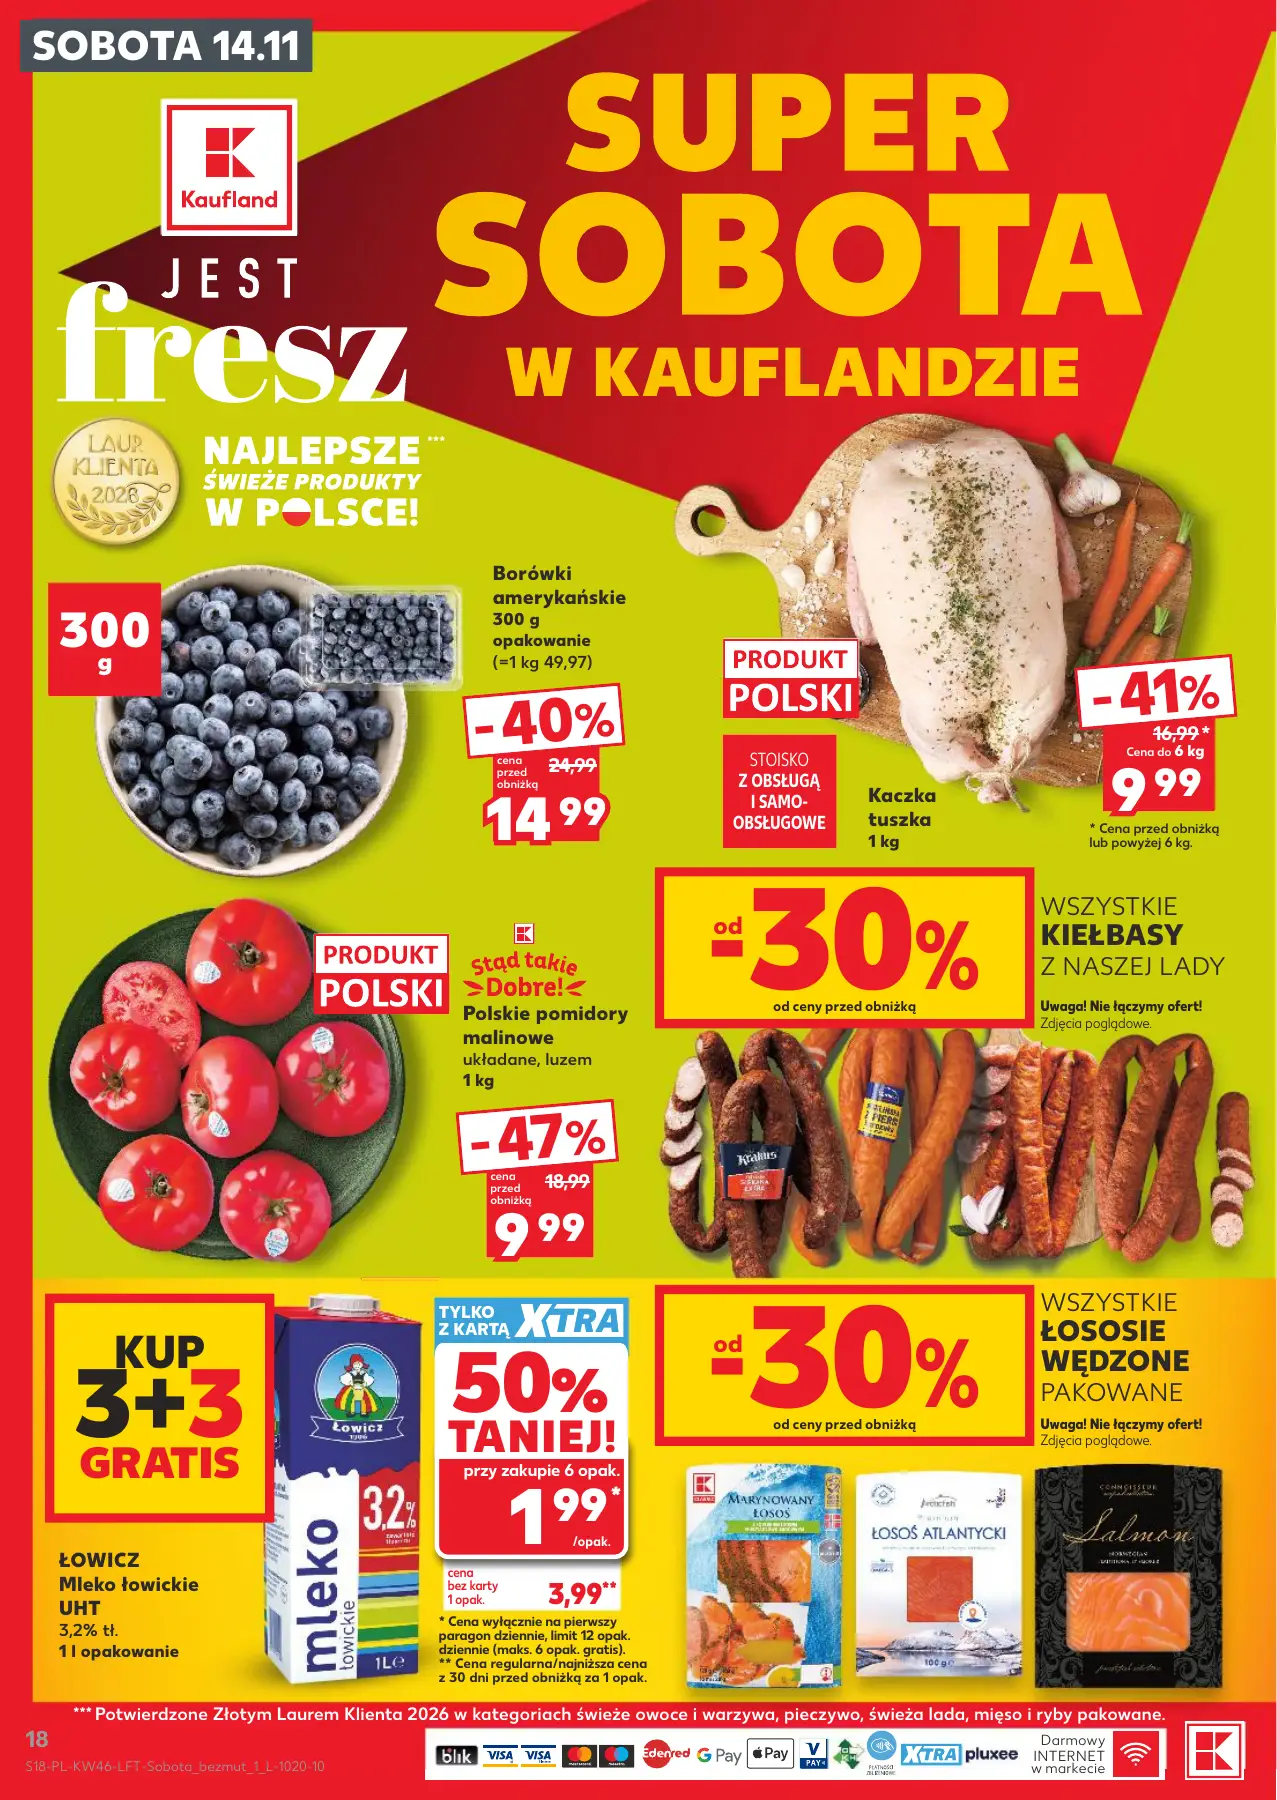 SOBOTA 14.11
Kaufland
JEST
fresz
SUPER
SOBOTA
W KAUFLANDZIE
LAUR
KLIENTA
2026
NAJLEPSZE ***
ŚWIEŻE PRODUKTY
W POLSCE!
300
g
Borówki
amerykańskie
300 g
opakowanie
(=1 kg 49,97)
-40%
cena
przed
obniżką
24,99
14 99
PRODUKT
POLSKI
STOISKO
Z OBSŁUGĄ
I SAMO-
OBSŁUGOWE
Kaczka
tuszka
1 kg
-41%
16,99*
Cena do 6 kg
9 99
* Cena przed obniżką
lub powyżej 6 kg.
PRODUKT
POLSKI
Stąd takie
Dobre!
Polskie pomidory
malinowe
układane, luzem
1 kg
-47%
cena
przed
obniżką
18,99
9 99
od
-30%
od ceny przed obniżką
WSZYSTKIE
KIEŁBASY
Z NASZEJ LADY
Uwaga! Nie łączymy ofert!
Zdjęcia poglądowe.
Krakus
KUP
3+3
GRATIS
ŁOWICZ
Mleko łowickie
UHT
3,2% tł.
1 l opakowanie
Łowicz
1906
3,2%
mleko
łowickie
1L℮
TYLKO
Z KARTĄ XTRA
50%
TANIEJ!
przy zakupie 6 opak.
1 99*
/opak.
cena
bez karty
1 opak.
3,99**
* Cena wyłącznie na pierwszy
paragon dziennie, limit 12 opak.
dziennie (maks. 6 opak. gratis).
** Cena regularna/najniższa cena
z 30 dni przed obniżką za 1 opak.
od
-30%
od ceny przed obniżką
WSZYSTKIE
ŁOSOSIE
WĘDZONE
PAKOWANE
Uwaga! Nie łączymy ofert!
Zdjęcia poglądowe.
MARYNOWANY
ŁOSOŚ
ŁOSOŚ ATLANTYCKI
100 g
CONNOISSEUR
Salmon
*** Potwierdzone Złotym Laurem Klienta 2026 w kategoriach świeże owoce i warzywa, pieczywo, świeża lada, mięso i ryby pakowane.
18
S18-PL-KW46-LFT-Sobota_bezmut_1_L-1020-10
blik
VISA
VISA
Edenred
G Pay
Apple Pay
V PAY
PŁATNOŚCI
ZBLIŻENIOWE
XTRA
pluxee
Darmowy
INTERNET
w markecie